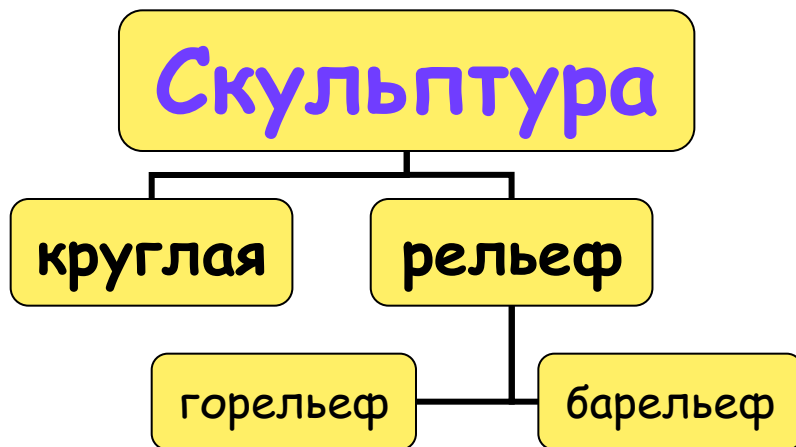 Скульптура
круглая
рельеф
горельеф
барельеф